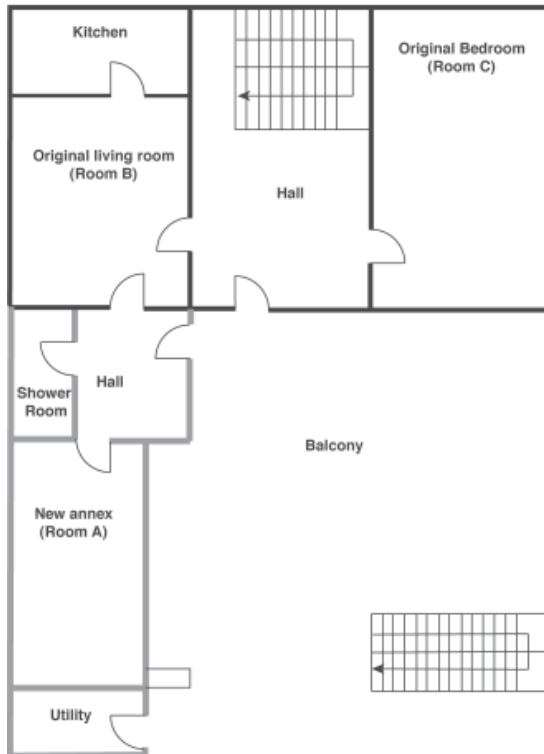 Kitchen
Original Bedroom
(Room C)
Original living room
(Room B)
Hall
Hall
Shower
Room
Balcony
New annex
(Room A)
Utility